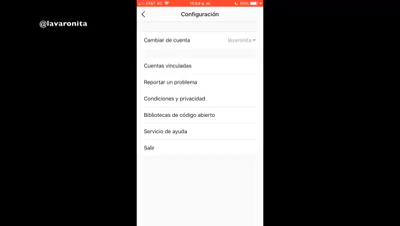 @lavaronita
Configuración
Cambiar de cuenta
lavaronita
Cuentas vinculadas
Reportar un problema
Condiciones y privacidad
Bibliotecas de código abierto
Servicio de ayuda
Salir